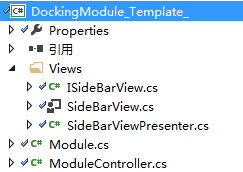 DockingModule_Template_
Properties
引用
Views
ISideBarView.cs
SideBarView.cs
SideBarViewPresenter.cs
Module.cs
ModuleController.cs